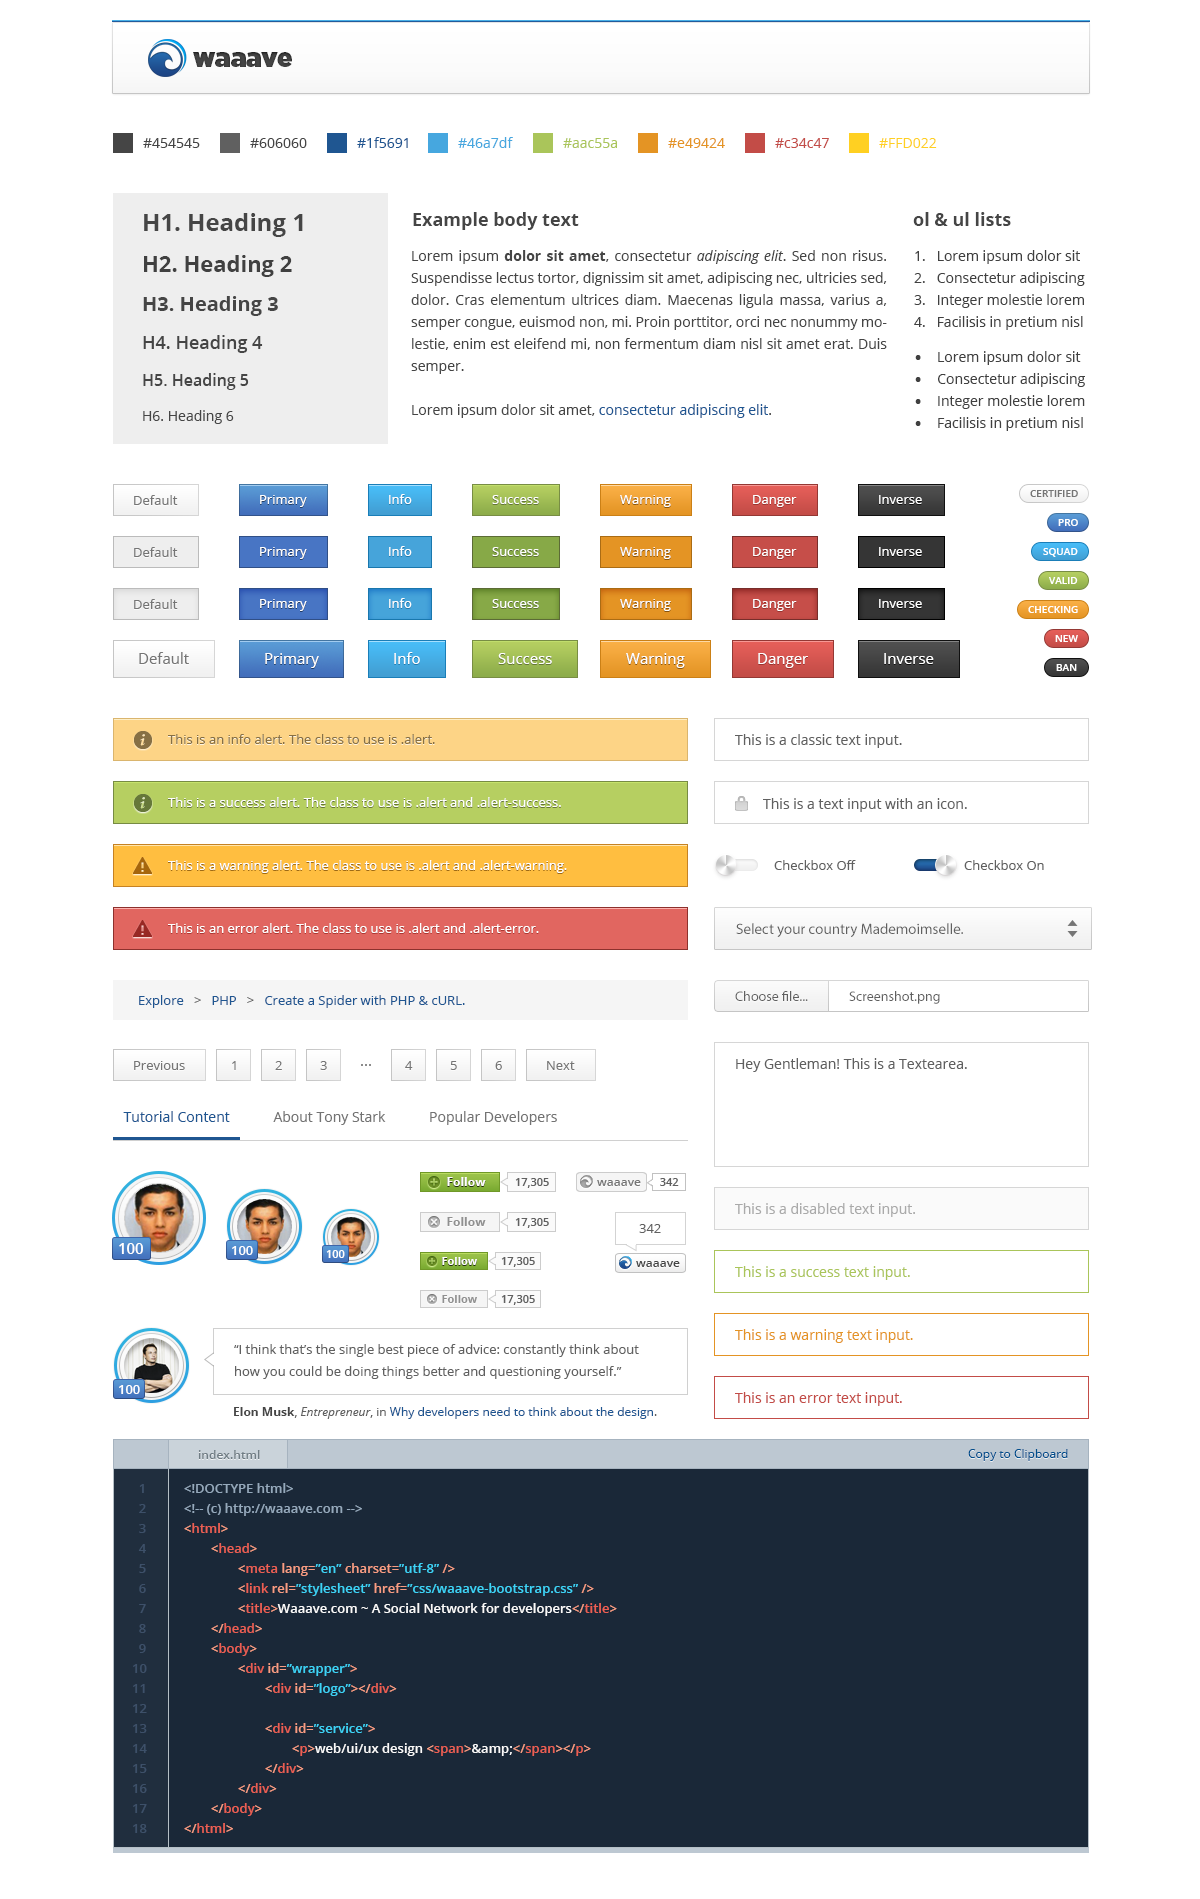 waaave
#454545 #606060 #1f5691 #46a7df #aac55a #e49424 #c34c47 #FFD022
H1. Heading 1
H2. Heading 2
H3. Heading 3
H4. Heading 4
H5. Heading 5
H6. Heading 6
Example body text
Lorem ipsum dolor sit amet, consectetur adipiscing elit. Sed non risus.
Suspendisse lectus tortor, dignissim sit amet, adipiscing nec, ultricies sed,
dolor. Cras elementum ultrices diam. Maecenas ligula massa, varius a,
semper congue, euismod non, mi. Proin porttitor, orci nec nonummy mo-
lestie, enim est eleifend mi, non fermentum diam nisl sit amet erat. Duis
semper.
Lorem ipsum dolor sit amet, consectetur adipiscing elit.
ol & ul lists
1. Lorem ipsum dolor sit
2. Consectetur adipiscing
3. Integer molestie lorem
4. Facilisis in pretium nisl
• Lorem ipsum dolor sit
• Consectetur adipiscing
• Integer molestie lorem
• Facilisis in pretium nisl
Default Primary Info Success Warning Danger Inverse
Default Primary Info Success Warning Danger Inverse
Default Primary Info Success Warning Danger Inverse
Default Primary Info Success Warning Danger Inverse
CERTIFIED
PRO
SQUAD
VALID
CHECKING
NEW
BAN
This is an info alert. The class to use is .alert.
This is a success alert. The class to use is .alert and .alert-success.
This is a warning alert. The class to use is .alert and .alert-warning.
This is an error alert. The class to use is .alert and .alert-error.
Explore > PHP > Create a Spider with PHP & cURL.
Previous 1 2 3 ... 4 5 6 Next
Tutorial Content About Tony Stark Popular Developers
100 100 100
Follow 17,305 waaave 342
Follow 17,305
Follow 17,305
Follow 17,305
342
waaave
100
“I think that’s the single best piece of advice: constantly think about
how you could be doing things better and questioning yourself.”
Elon Musk, Entrepreneur, in Why developers need to think about the design.
This is a classic text input.
This is a text input with an icon.
Checkbox Off Checkbox On
Select your country Mademoimselle.
Choose file... Screenshot.png
Hey Gentleman! This is a Textearea.
This is a disabled text input.
This is a success text input.
This is a warning text input.
This is an error text input.
index.html Copy to Clipboard
1 <!DOCTYPE html>
2 <!-- (c) http://waaave.com -->
3 <html>
4 <head>
5 <meta lang=”en” charset=”utf-8” />
6 <link rel=”stylesheet” href=”css/waaave-bootstrap.css” />
7 <title>Waaave.com ~ A Social Network for developers</title>
8 </head>
9 <body>
10 <div id=”wrapper”>
11 <div id=”logo”></div>
12
13 <div id=”service”>
14 <p>web/ui/ux design <span>&amp;</span></p>
15 </div>
16 </div>
17 </body>
18 </html>